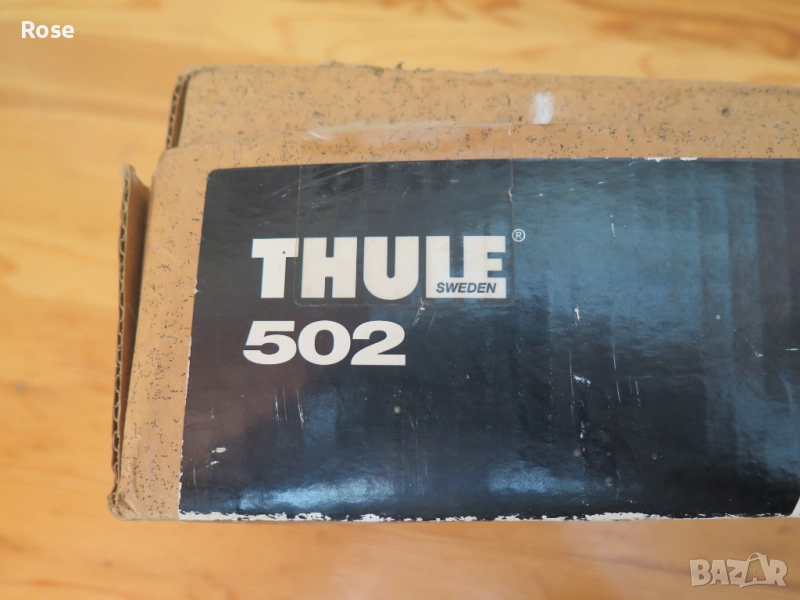 Rose
THULE®
SWEDEN
502
BAZAR